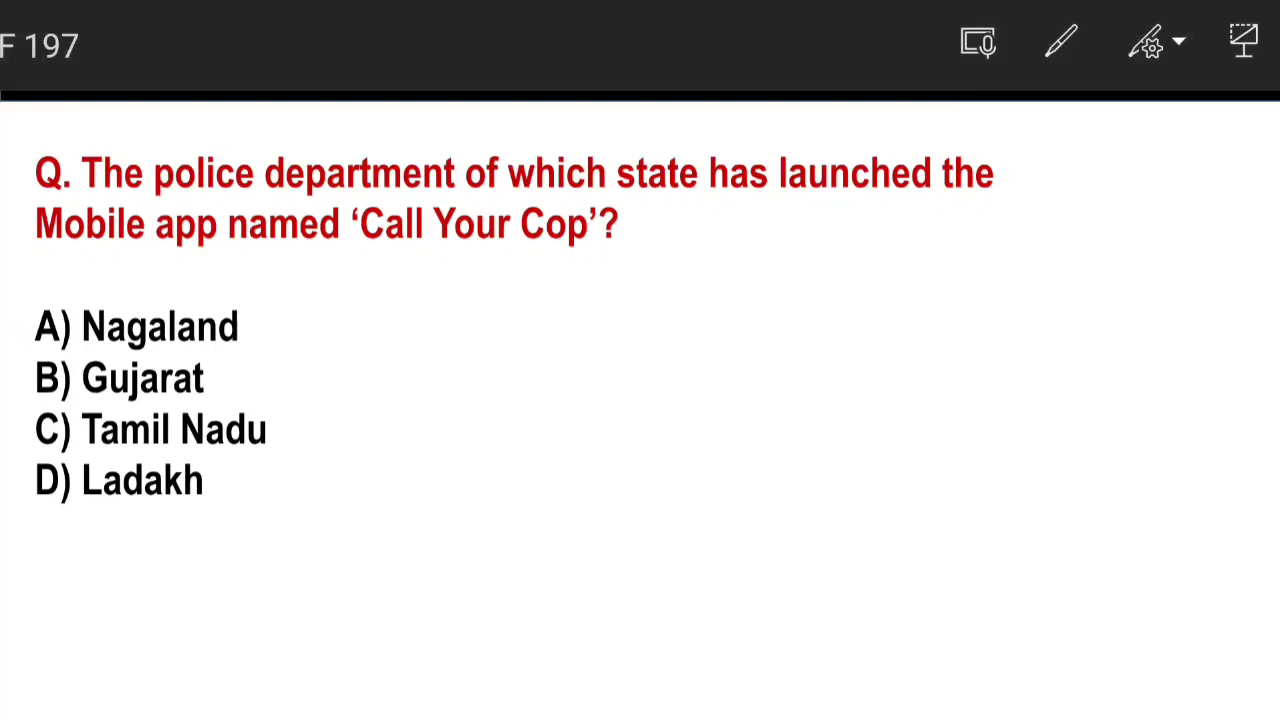 F 197
Q. The police department of which state has launched the
Mobile app named ‘Call Your Cop’?
A) Nagaland
B) Gujarat
C) Tamil Nadu
D) Ladakh